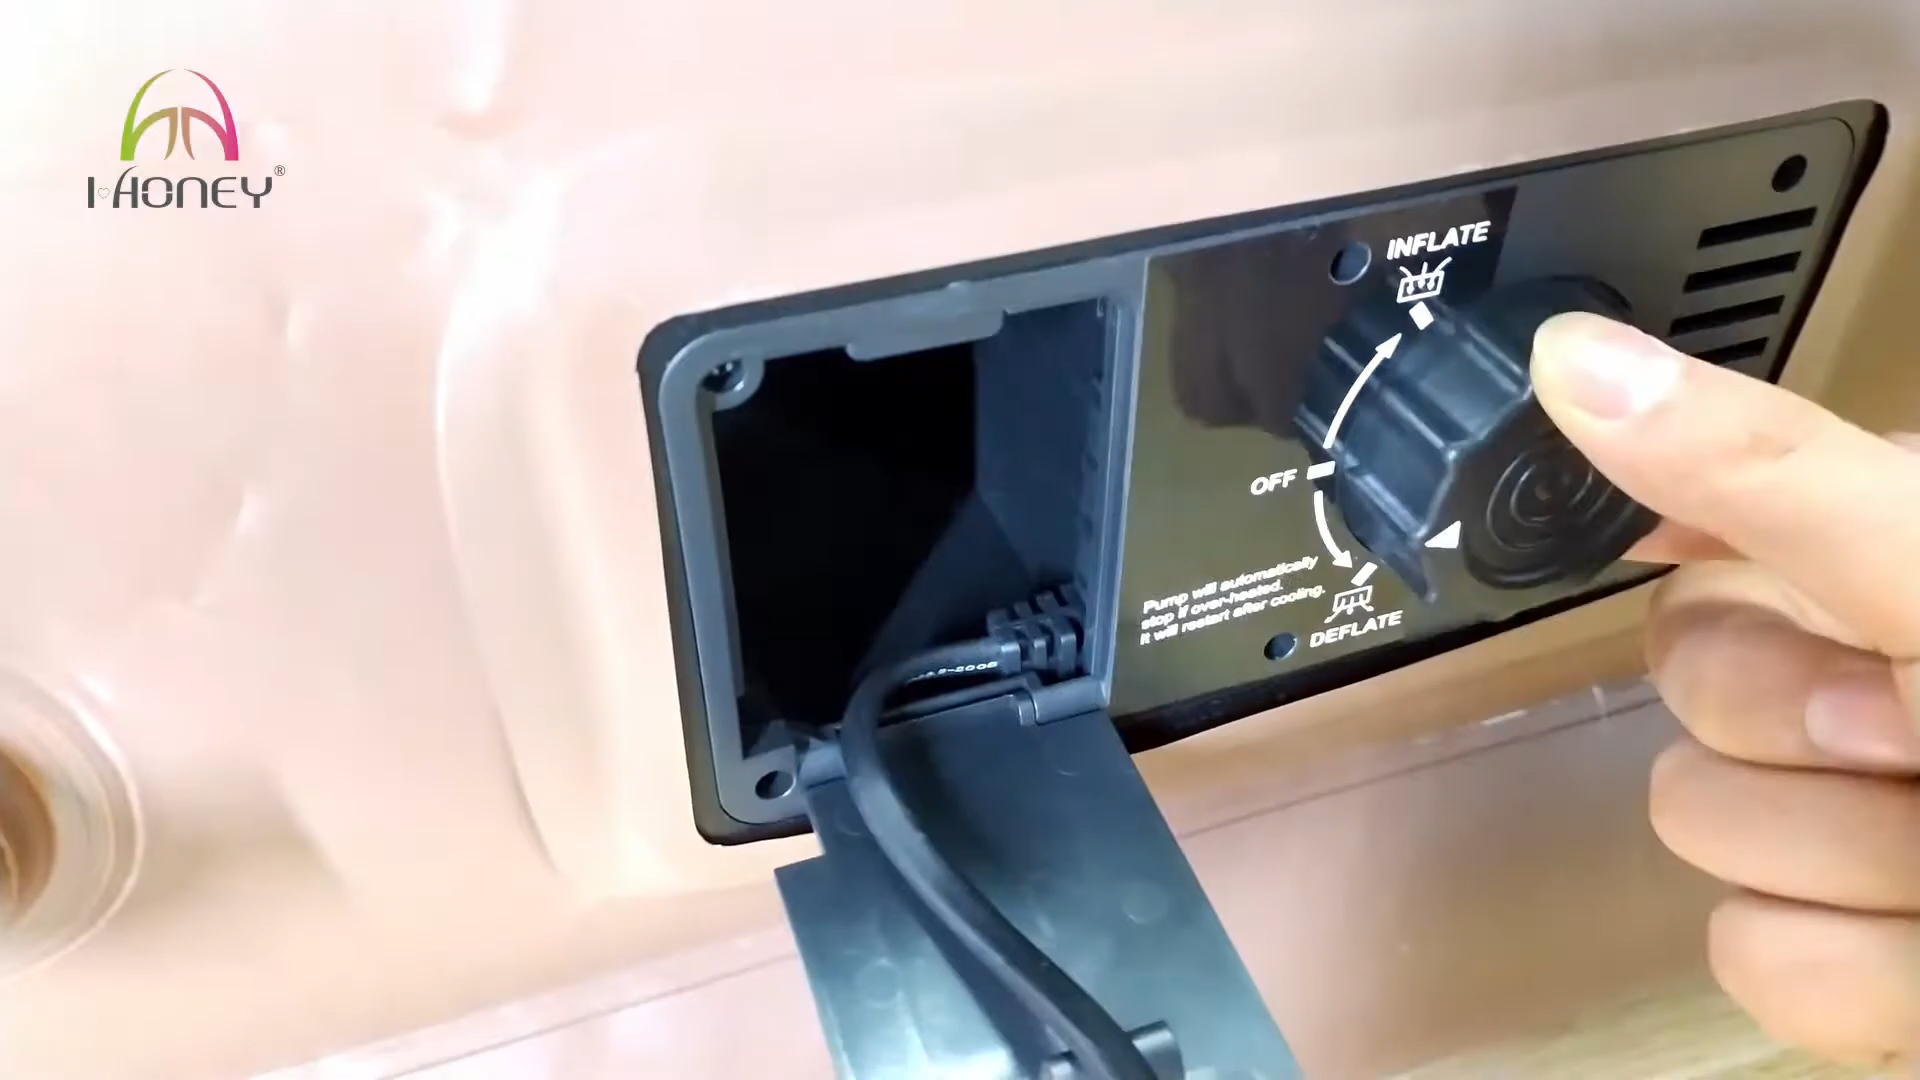 I♡HONEY®
INFLATE
OFF
Pump will automatically
stop if over-heated.
It will restart after cooling.
DEFLATE